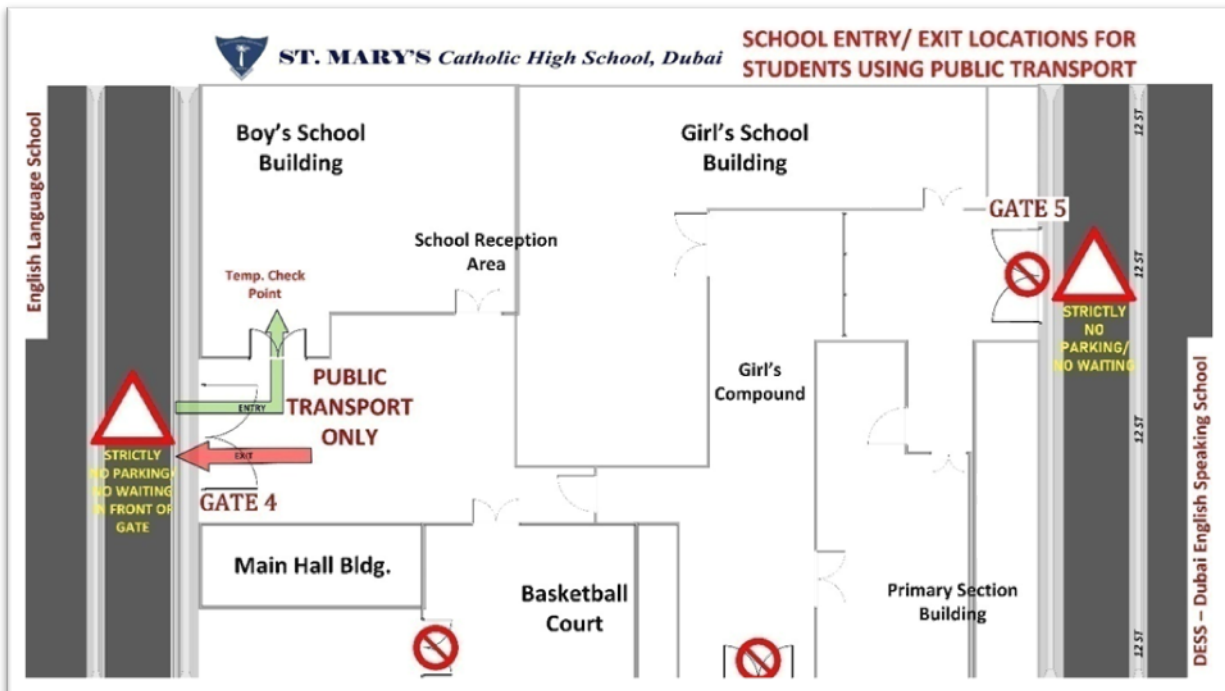 ST. MARY'S Catholic High School, Dubai
SCHOOL ENTRY/ EXIT LOCATIONS FOR
STUDENTS USING PUBLIC TRANSPORT
English Language School
Boy's School
Building
Girl's School
Building
12 ST
GATE 5
School Reception
Area
Temp. Check
Point
12 ST
STRICTLY
NO
PARKING/
NO WAITING
PUBLIC
TRANSPORT
ONLY
ENTRY
EXIT
Girl's
Compound
12 ST
STRICTLY
NO PARKING/
NO WAITING
IN FRONT OF
GATE
GATE 4
Main Hall Bldg.
Basketball
Court
Primary Section
Building
12 ST
DESS – Dubai English Speaking School